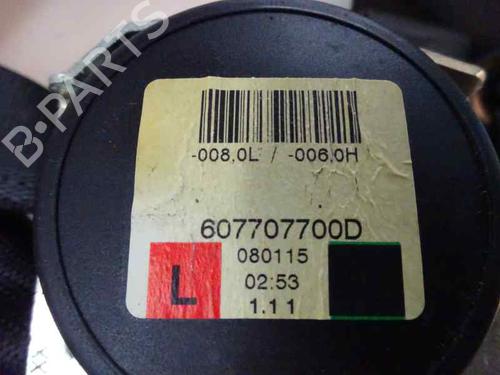 B-PARTS
-008,0L / -006,0H
607707700D
080115
L
02:53
1.1 1